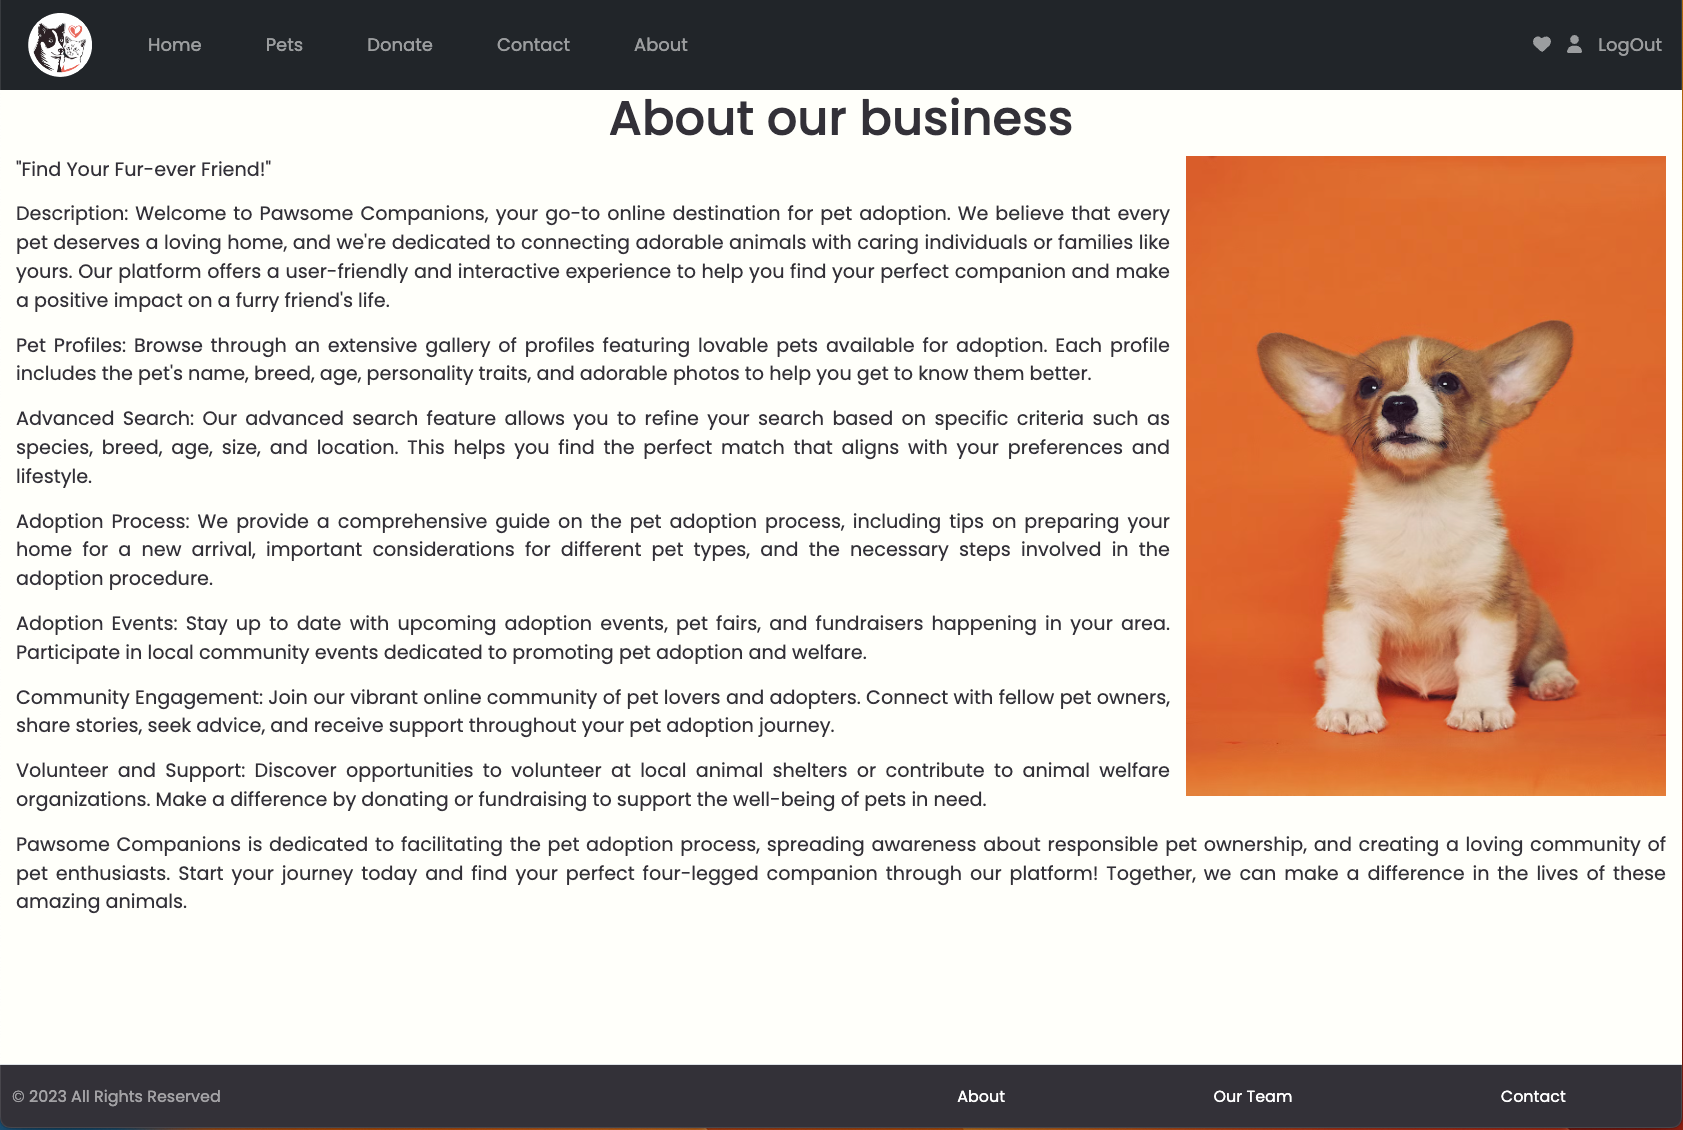 Home Pets Donate Contact About LogOut
About our business
"Find Your Fur-ever Friend!"
Description: Welcome to Pawsome Companions, your go-to online destination for pet adoption. We believe that every
pet deserves a loving home, and we're dedicated to connecting adorable animals with caring individuals or families like
yours. Our platform offers a user-friendly and interactive experience to help you find your perfect companion and make
a positive impact on a furry friend's life.
Pet Profiles: Browse through an extensive gallery of profiles featuring lovable pets available for adoption. Each profile
includes the pet's name, breed, age, personality traits, and adorable photos to help you get to know them better.
Advanced Search: Our advanced search feature allows you to refine your search based on specific criteria such as
species, breed, age, size, and location. This helps you find the perfect match that aligns with your preferences and
lifestyle.
Adoption Process: We provide a comprehensive guide on the pet adoption process, including tips on preparing your
home for a new arrival, important considerations for different pet types, and the necessary steps involved in the
adoption procedure.
Adoption Events: Stay up to date with upcoming adoption events, pet fairs, and fundraisers happening in your area.
Participate in local community events dedicated to promoting pet adoption and welfare.
Community Engagement: Join our vibrant online community of pet lovers and adopters. Connect with fellow pet owners,
share stories, seek advice, and receive support throughout your pet adoption journey.
Volunteer and Support: Discover opportunities to volunteer at local animal shelters or contribute to animal welfare
organizations. Make a difference by donating or fundraising to support the well-being of pets in need.
Pawsome Companions is dedicated to facilitating the pet adoption process, spreading awareness about responsible pet ownership, and creating a loving community of
pet enthusiasts. Start your journey today and find your perfect four-legged companion through our platform! Together, we can make a difference in the lives of these
amazing animals.
© 2023 All Rights Reserved About Our Team Contact